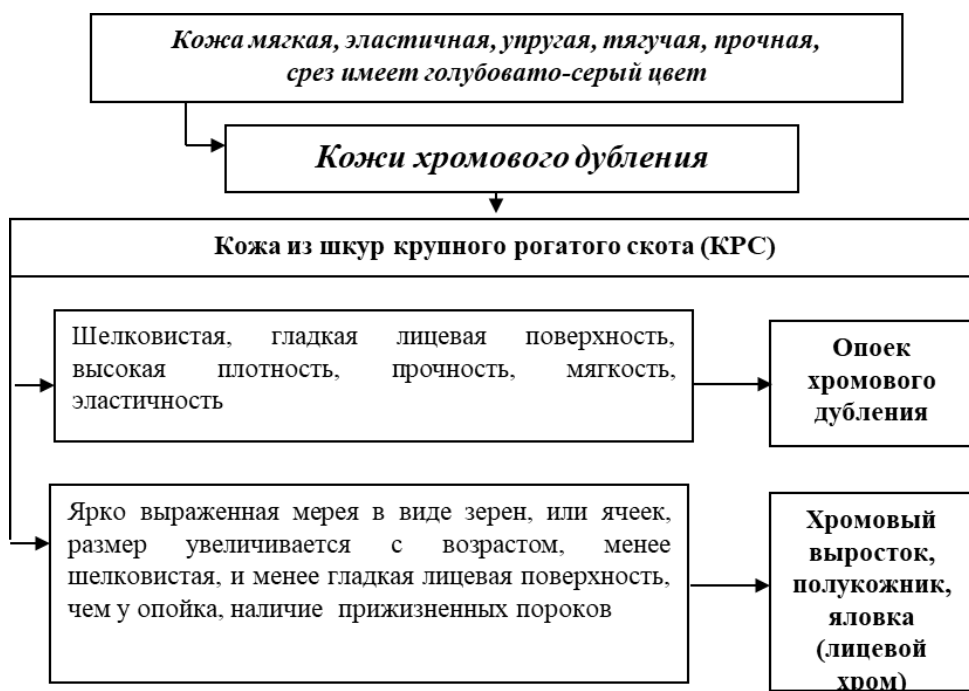 Кожа мягкая, эластичная, упругая, тягучая, прочная,
срез имеет голубовато-серый цвет
Кожи хромового дубления
Кожа из шкур крупного рогатого скота (КРС)
Шелковистая, гладкая лицевая поверхность,
высокая плотность, прочность, мягкость,
эластичность
Опоек
хромового
дубления
Ярко выраженная мерея в виде зерен, или ячеек,
размер увеличивается с возрастом, менее
шелковистая, и менее гладкая лицевая поверхность,
чем у опойка, наличие прижизненных пороков
Хромовый
выросток,
полукожник,
яловка
(лицевой
хром)